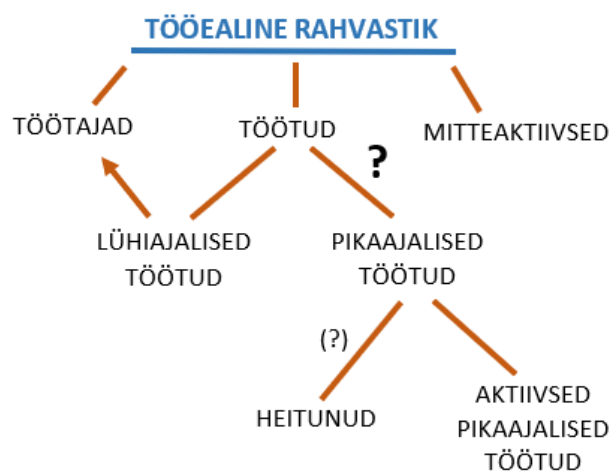 TÖÖEALINE RAHVASTIK
TÖÖTAJAD
TÖÖTUD
MITTEAKTIIVSED
?
LÜHIAJALISED
TÖÖTUD
PIKAAJALISED
TÖÖTUD
(?)
HEITUNUD
AKTIIVSED
PIKAAJALISED
TÖÖTUD